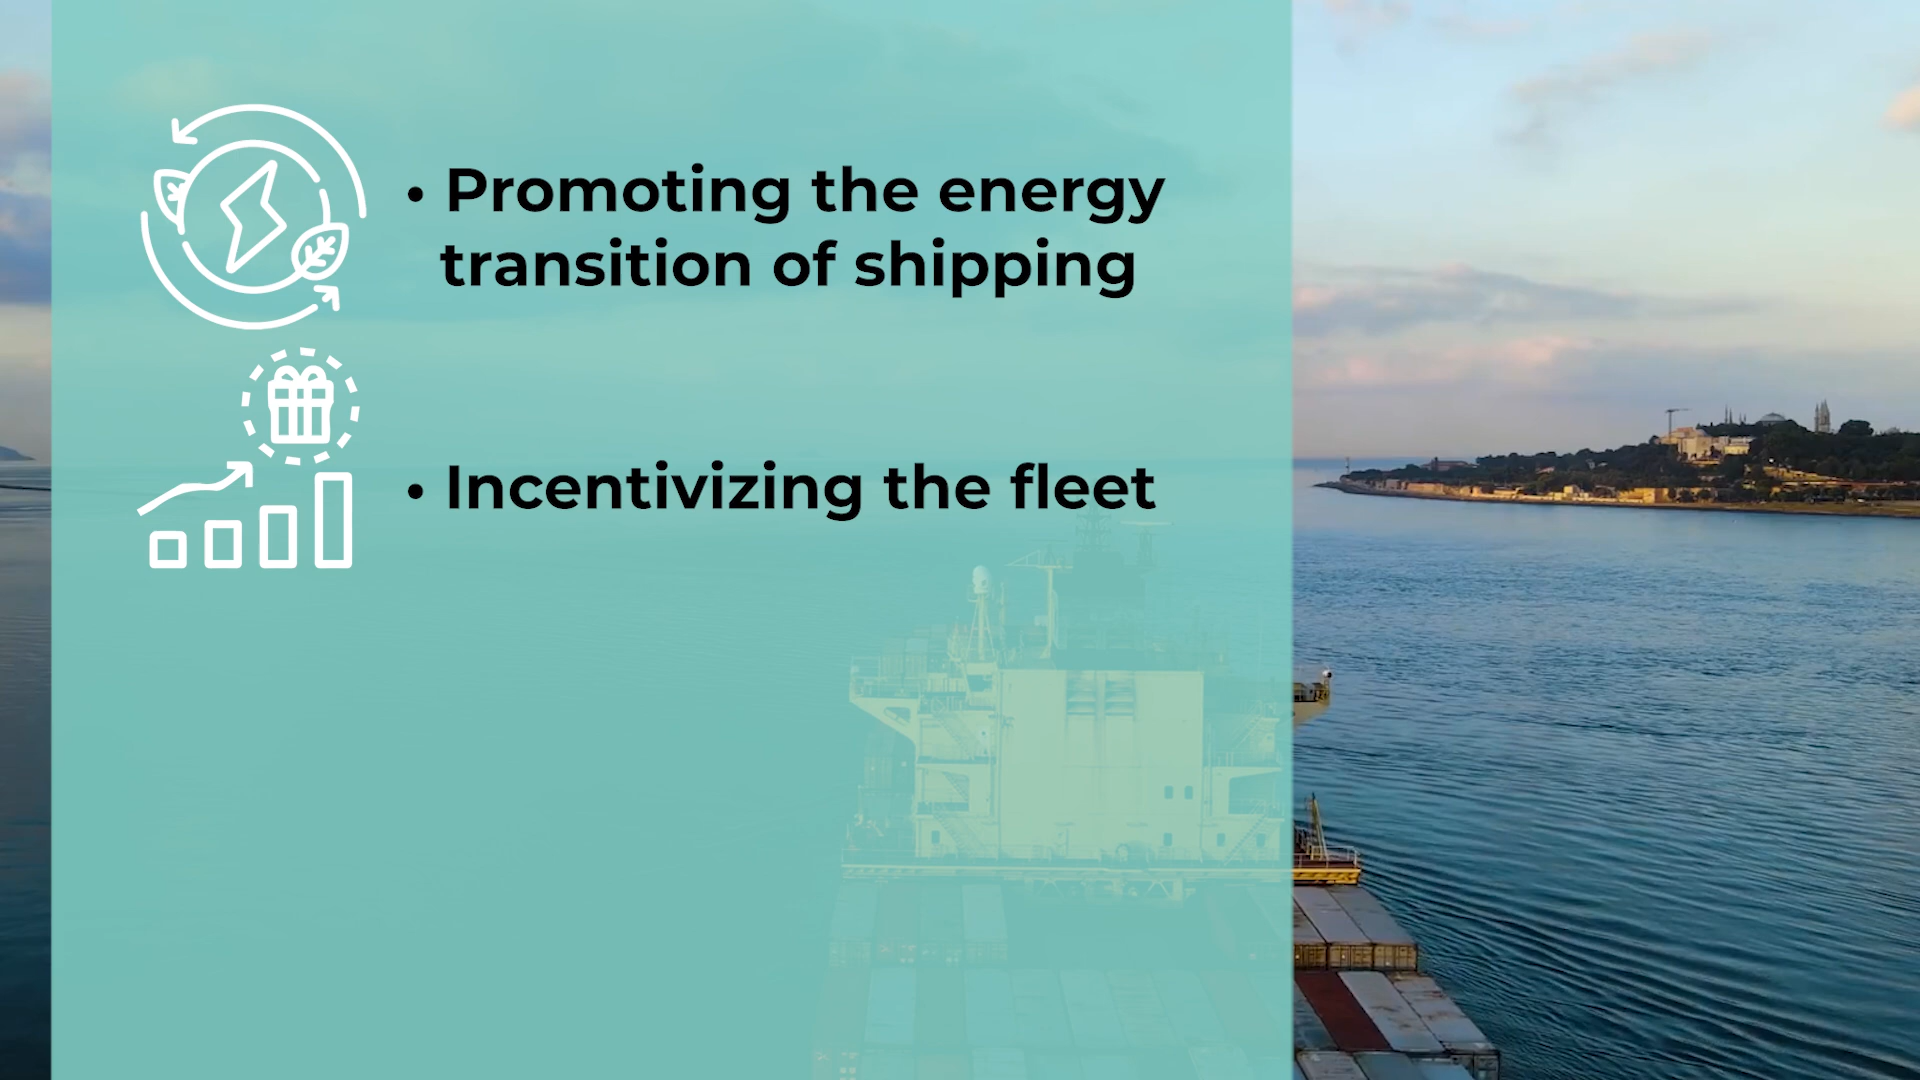 • Promoting the energy
transition of shipping
• Incentivizing the fleet